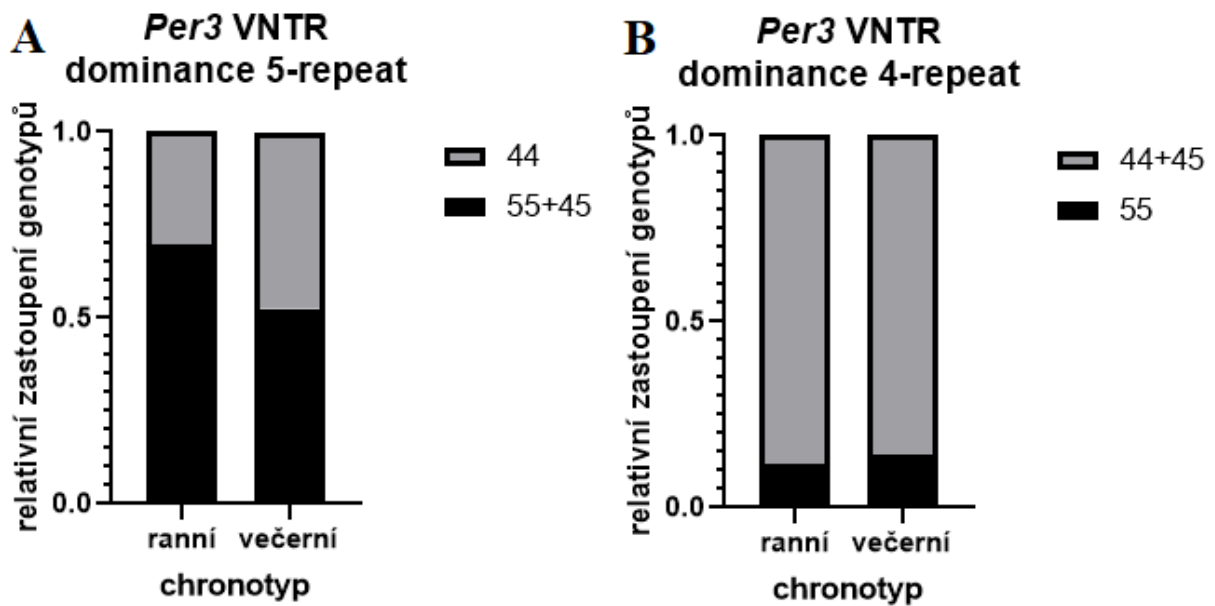 A
Per3 VNTR
dominance 5-repeat
relativní zastoupení genotypů
1.0
0.5
0.0
ranní večerní
chronotyp
44
55+45
B
Per3 VNTR
dominance 4-repeat
relativní zastoupení genotypů
1.0
0.5
0.0
ranní večerní
chronotyp
44+45
55